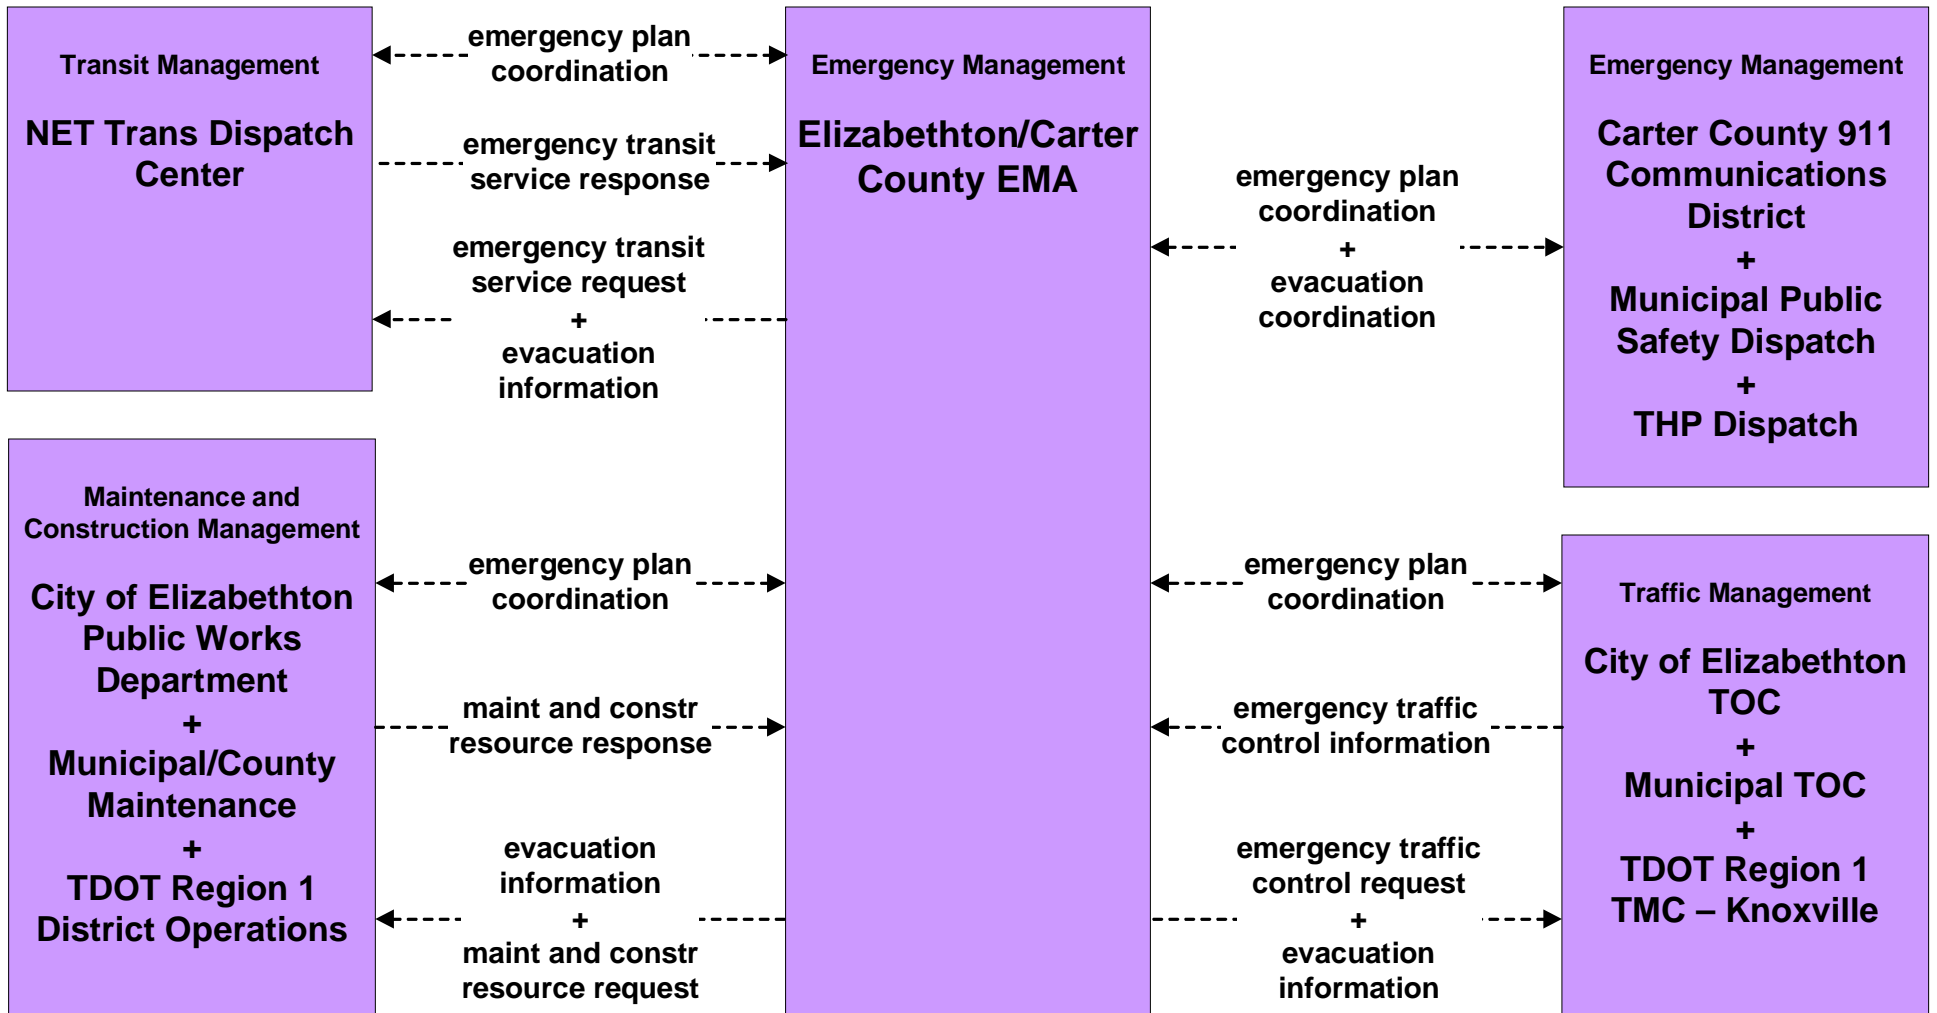 Transit Management
NET Trans Dispatch
Center
emergency plan
coordination
emergency transit
service response
emergency transit
service request
+
evacuation
information
Emergency Management
Elizabethton/Carter
County EMA
emergency plan
coordination
+
evacuation
coordination
Emergency Management
Carter County 911
Communications
District
+
Municipal Public
Safety Dispatch
+
THP Dispatch
Maintenance and
Construction Management
City of Elizabethton
Public Works
Department
+
Municipal/County
Maintenance
+
TDOT Region 1
District Operations
emergency plan
coordination
maint and constr
resource response
evacuation
information
+
maint and constr
resource request
emergency plan
coordination
emergency traffic
control information
emergency traffic
control request
+
evacuation
information
Traffic Management
City of Elizabethton
TOC
+
Municipal TOC
+
TDOT Region 1
TMC – Knoxville